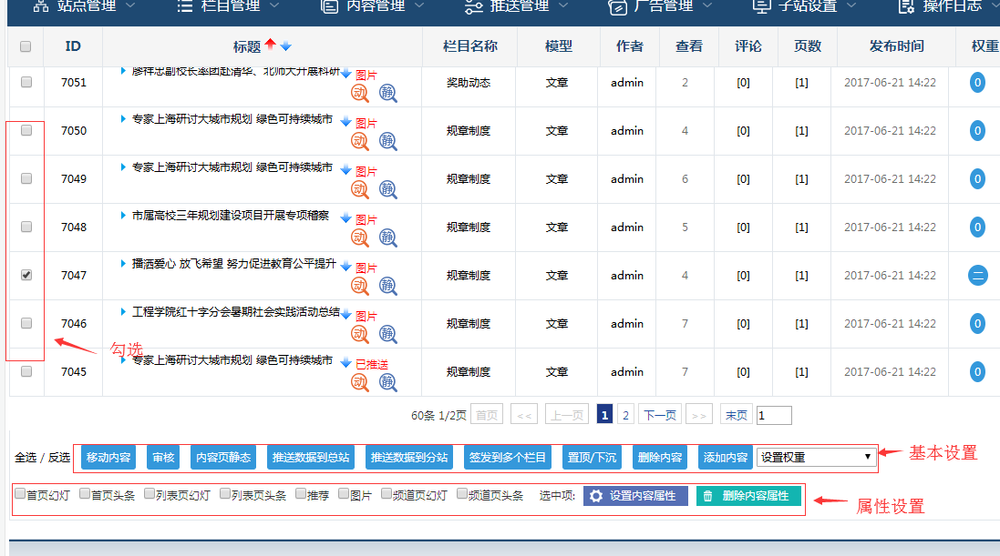 站点管理 栏目管理 内容管理 推送管理 广告管理 子站设置 操作日志
ID 标题 栏目名称 模型 作者 查看 评论 页数 发布时间 权重
7051 廖祥忠副校长率团赴清华、北师大开展科研 图片 动 静 奖助动态 文章 admin 2 [0] [1] 2017-06-21 14:22 0
7050 专家上海研讨大城市规划 绿色可持续城市 图片 动 静 规章制度 文章 admin 4 [0] [1] 2017-06-21 14:22 0
7049 专家上海研讨大城市规划 绿色可持续城市 图片 动 静 规章制度 文章 admin 6 [0] [1] 2017-06-21 14:22 0
7048 市属高校三年规划建设项目开展专项稽察 图片 动 静 规章制度 文章 admin 5 [0] [1] 2017-06-21 14:22 0
7047 播洒爱心 放飞希望 努力促进教育公平提升 图片 动 静 规章制度 文章 admin 4 [0] [1] 2017-06-21 14:22 二
7046 工程学院红十字分会暑期社会实践活动总结 图片 动 静 规章制度 文章 admin 7 [0] [1] 2017-06-21 14:22 0
勾选
7045 专家上海研讨大城市规划 绿色可持续城市 已推送 动 静 规章制度 文章 admin 7 [0] [1] 2017-06-21 14:22 0
60条 1/2页 首页 << 上一页 1 2 下一页 >> 末页 1
全选 / 反选 移动内容 审核 内容页静态 推送数据到总站 推送数据到分站 签发到多个栏目 置顶/下沉 删除内容 添加内容 设置权重 基本设置
首页幻灯 首页头条 列表页幻灯 列表页头条 推荐 图片 频道页幻灯 频道页头条 选中项: 设置内容属性 删除内容属性 属性设置